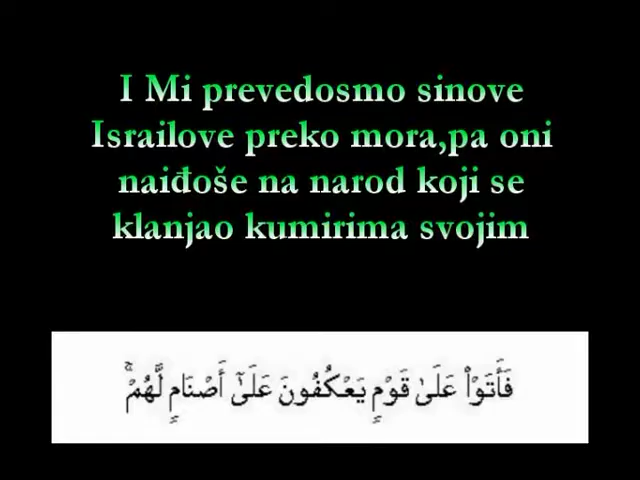 I Mi prevedosmo sinove
Israilove preko mora,pa oni
naiđoše na narod koji se
klanjao kumirima svojim
فَأَتَوْا۟ عَلَىٰ قَوْمٍۢ يَعْكُفُونَ عَلَىٰٓ أَصْنَامٍۢ لَّهُمْ ۚ